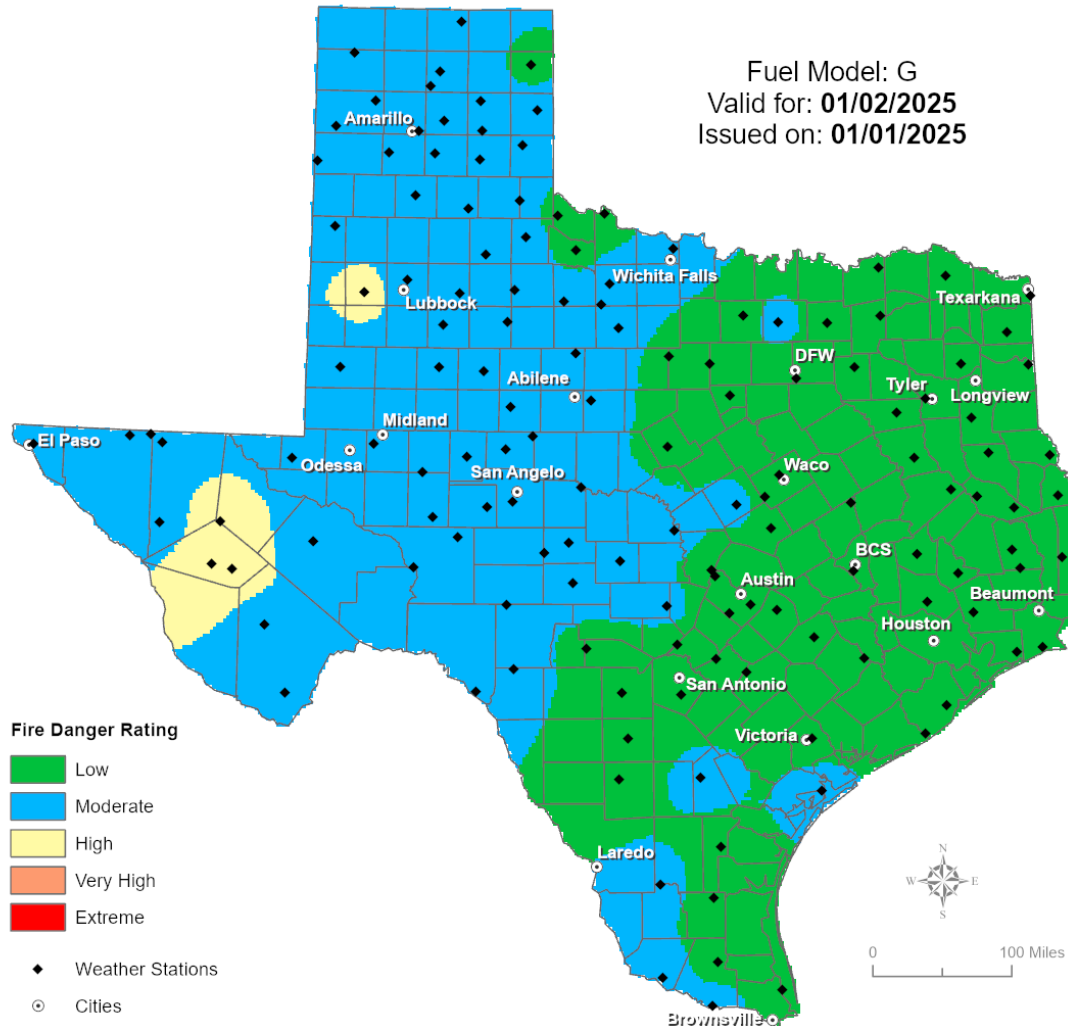 Fuel Model: G
Valid for: 01/02/2025
Issued on: 01/01/2025
Amarillo
Wichita Falls
Lubbock
Texarkana
DFW
Abilene
Tyler
Longview
Midland
El Paso
Odessa
San Angelo
Waco
BCS
Austin
Beaumont
Houston
San Antonio
Victoria
Laredo
Brownsville
Fire Danger Rating
Low
Moderate
High
Very High
Extreme
Weather Stations
Cities
N
W E
S
0 100 Miles